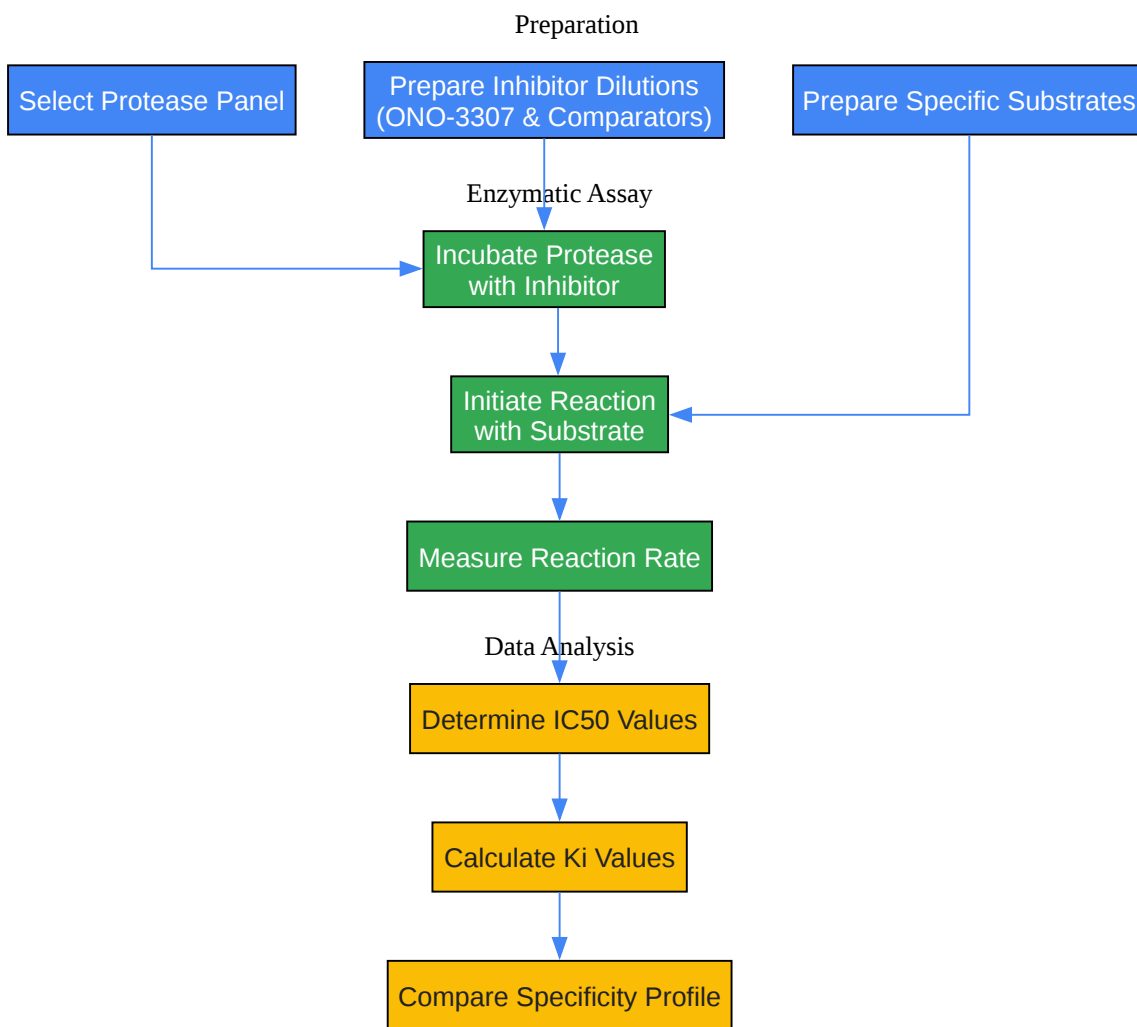 Preparation
Select Protease Panel
Prepare Inhibitor Dilutions
(ONO-3307 & Comparators)
Prepare Specific Substrates
Enzymatic Assay
Incubate Protease
with Inhibitor
Initiate Reaction
with Substrate
Measure Reaction Rate
Data Analysis
Determine IC50 Values
Calculate Ki Values
Compare Specificity Profile